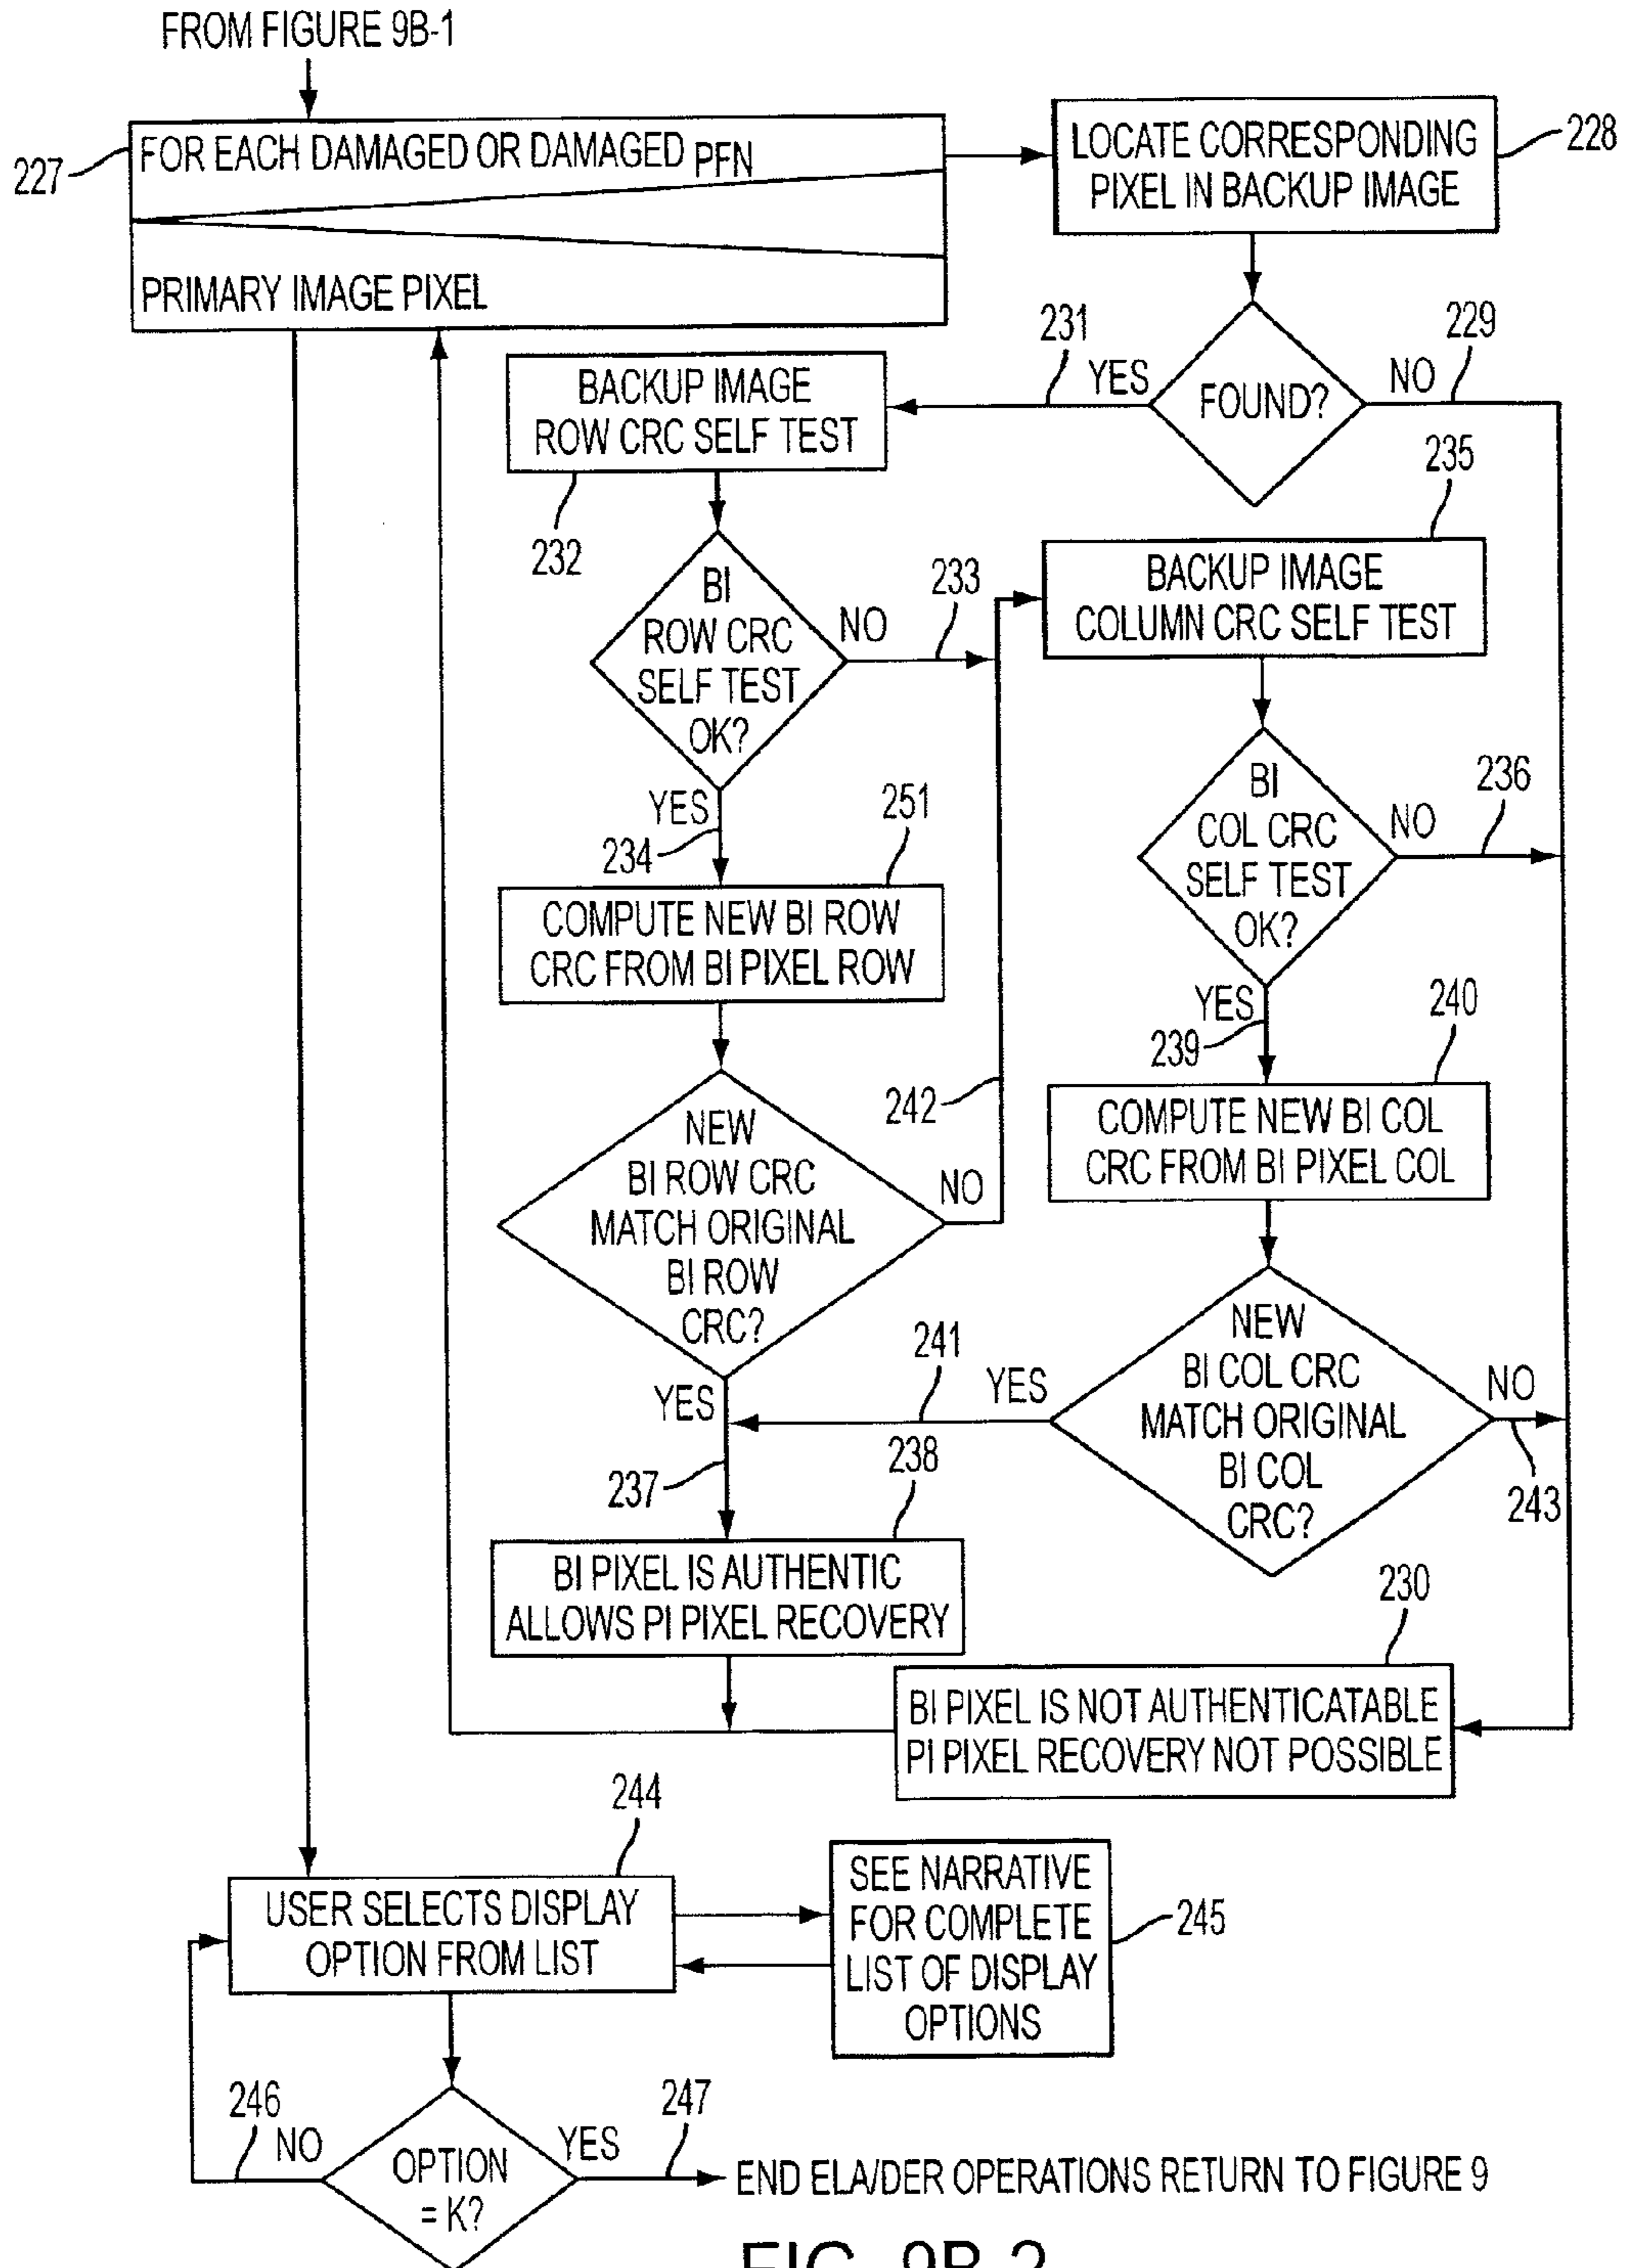 FROM FIGURE 9B-1
227
FOR EACH DAMAGED OR DAMAGED PFN
PRIMARY IMAGE PIXEL
LOCATE CORRESPONDING
PIXEL IN BACKUP IMAGE
228
FOUND?
231
YES
229
NO
BACKUP IMAGE
ROW CRC SELF TEST
232
BI
ROW CRC
SELF TEST
OK?
233
NO
235
BACKUP IMAGE
COLUMN CRC SELF TEST
YES
234
251
COMPUTE NEW BI ROW
CRC FROM BI PIXEL ROW
BI
COL CRC
SELF TEST
OK?
236
NO
YES
239
240
COMPUTE NEW BI COL
CRC FROM BI PIXEL COL
242
NEW
BI ROW CRC
MATCH ORIGINAL
BI ROW
CRC?
NO
YES
237
241
YES
NEW
BI COL CRC
MATCH ORIGINAL
BI COL
CRC?
NO
243
238
BI PIXEL IS AUTHENTIC
ALLOWS PI PIXEL RECOVERY
230
BI PIXEL IS NOT AUTHENTICATABLE
PI PIXEL RECOVERY NOT POSSIBLE
244
USER SELECTS DISPLAY
OPTION FROM LIST
SEE NARRATIVE
FOR COMPLETE
LIST OF DISPLAY
OPTIONS
245
246
NO
OPTION
= K?
YES
247
END ELA/DER OPERATIONS RETURN TO FIGURE 9
FIG. 9B-2